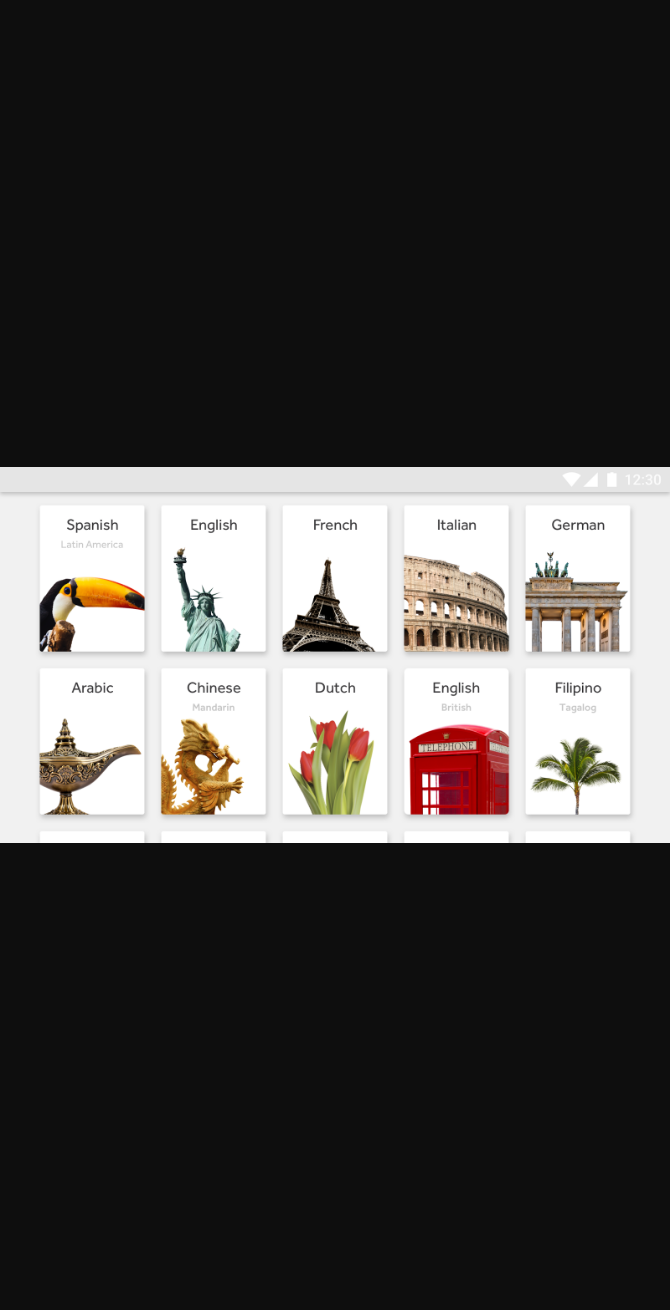 12:30
Spanish
Latin America
English
French
Italian
German
Arabic
Chinese
Mandarin
Dutch
English
British
TELEPHONE
Filipino
Tagalog